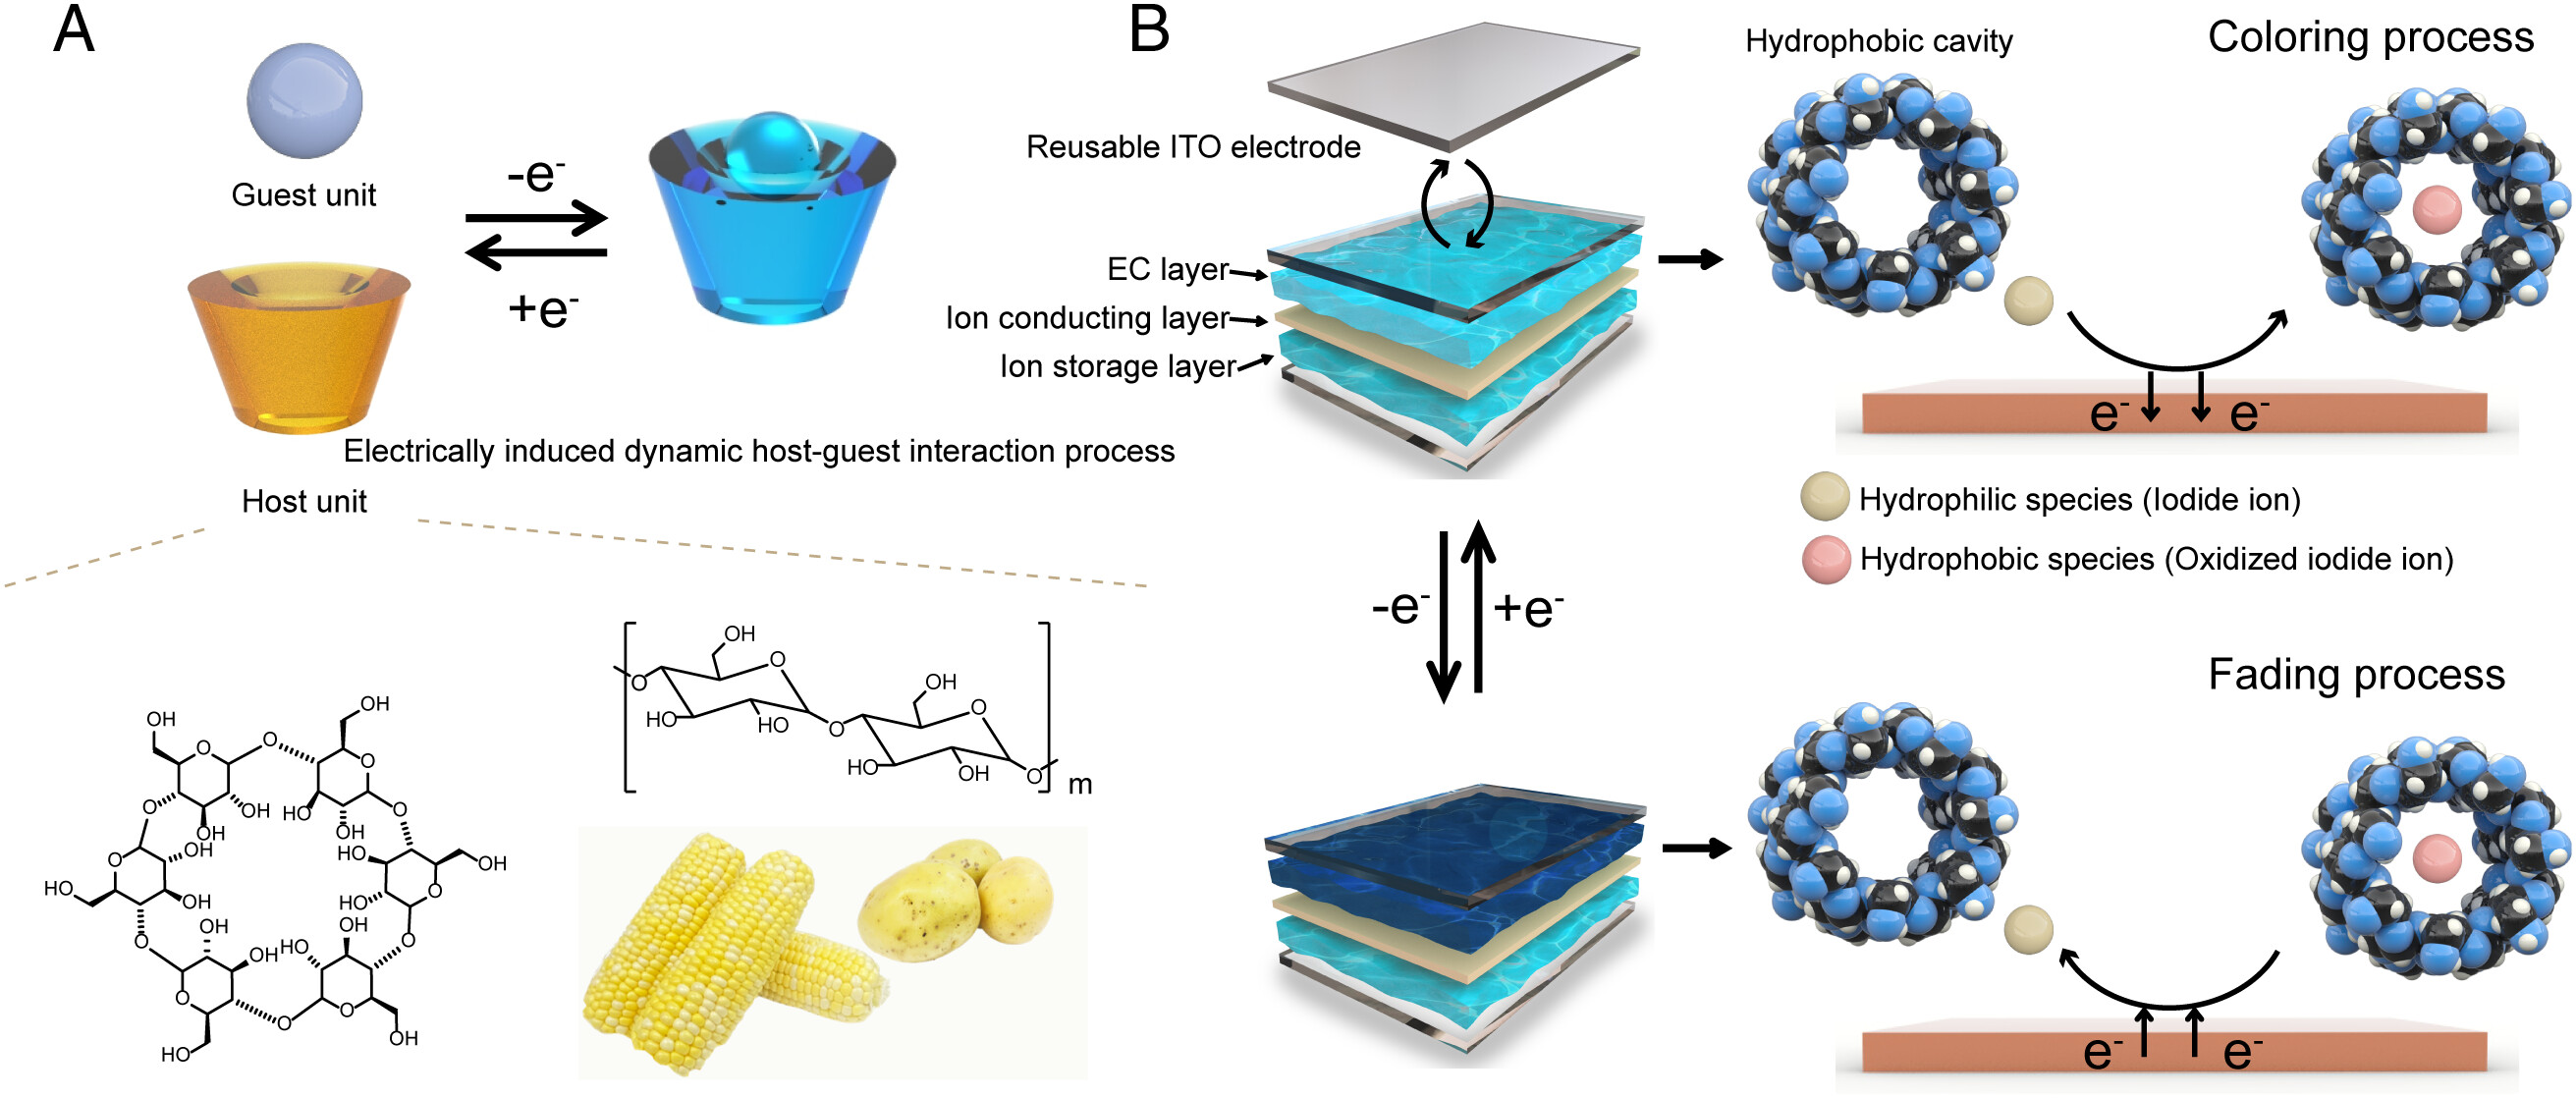 A
Guest unit
-e-
+e-
Electrically induced dynamic host-guest interaction process
Host unit
OH
OH
O
O
O
OH
HO
O
OH
OH
O
HO
OH
OH
O
HO
OH
O
HO
OH
O
OH
OH
HO
O
OH
HO
O
O
OH
HO
OH
O
O
HO
HO
O
OH
O
HO
OH
O
m
B
Reusable ITO electrode
EC layer
Ion conducting layer
Ion storage layer
-e-
+e-
Hydrophobic cavity
Coloring process
e-
e-
Hydrophilic species (Iodide ion)
Hydrophobic species (Oxidized iodide ion)
Fading process
e-
e-